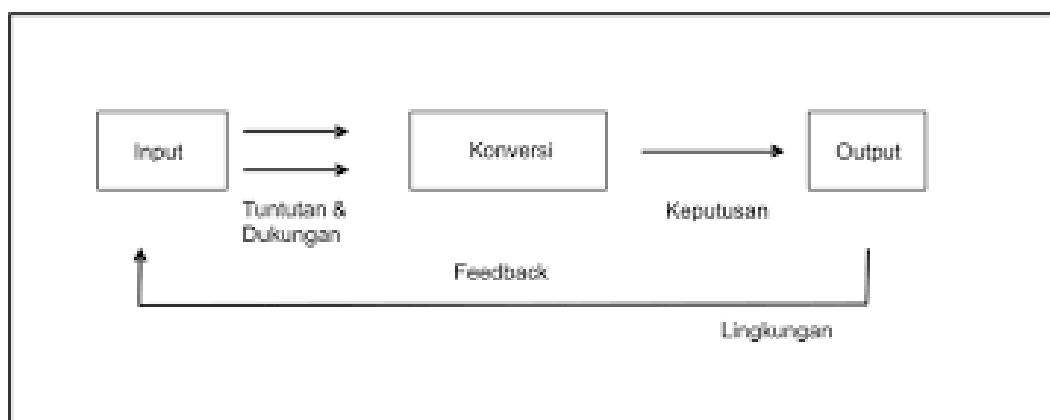 Input
Konversi
Output
Tuntutan &
Dukungan
Keputusan
Feedback
Lingkungan